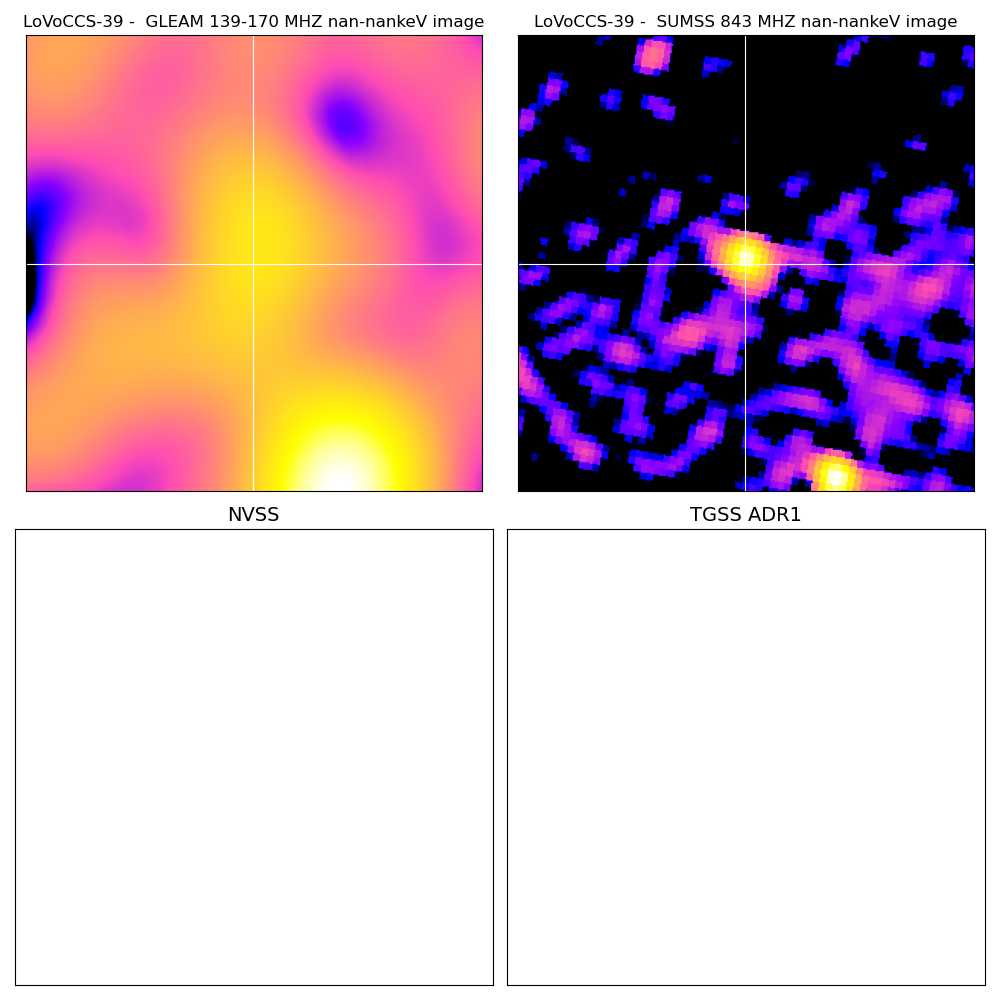 LoVoCCS-39 -  GLEAM 139-170 MHZ nan-nankeV image
LoVoCCS-39 -  SUMSS 843 MHZ nan-nankeV image
NVSS
TGSS ADR1